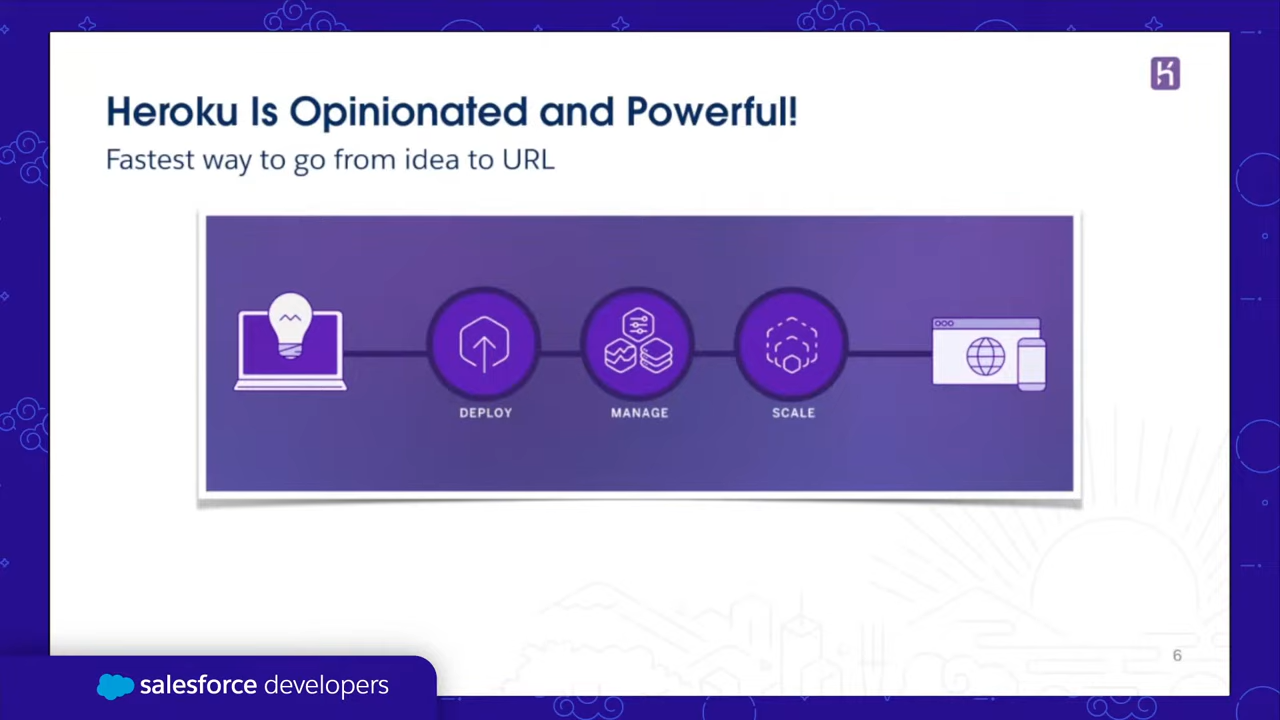 Heroku Is Opinionated and Powerful!
Fastest way to go from idea to URL
DEPLOY
MANAGE
SCALE
6
salesforce developers